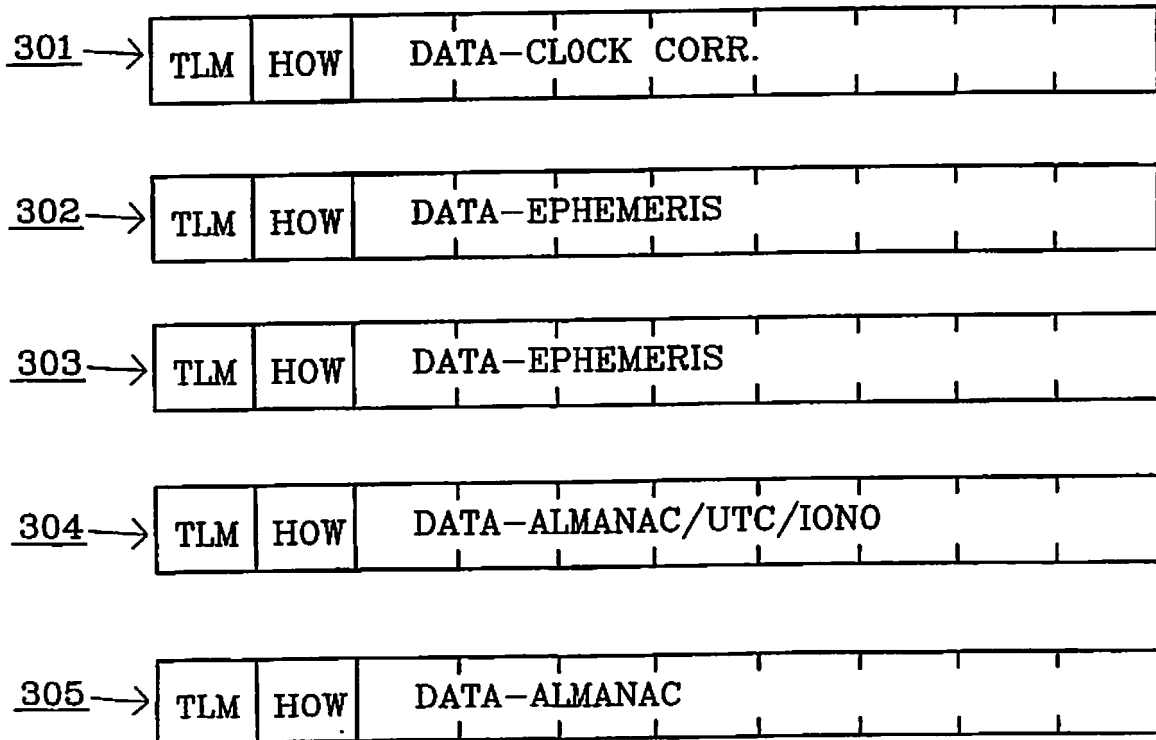 301 TLM HOW DATA-CLOCK CORR.
302 TLM HOW DATA-EPHEMERIS
303 TLM HOW DATA-EPHEMERIS
304 TLM HOW DATA-ALMANAC/UTC/IONO
305 TLM HOW DATA-ALMANAC